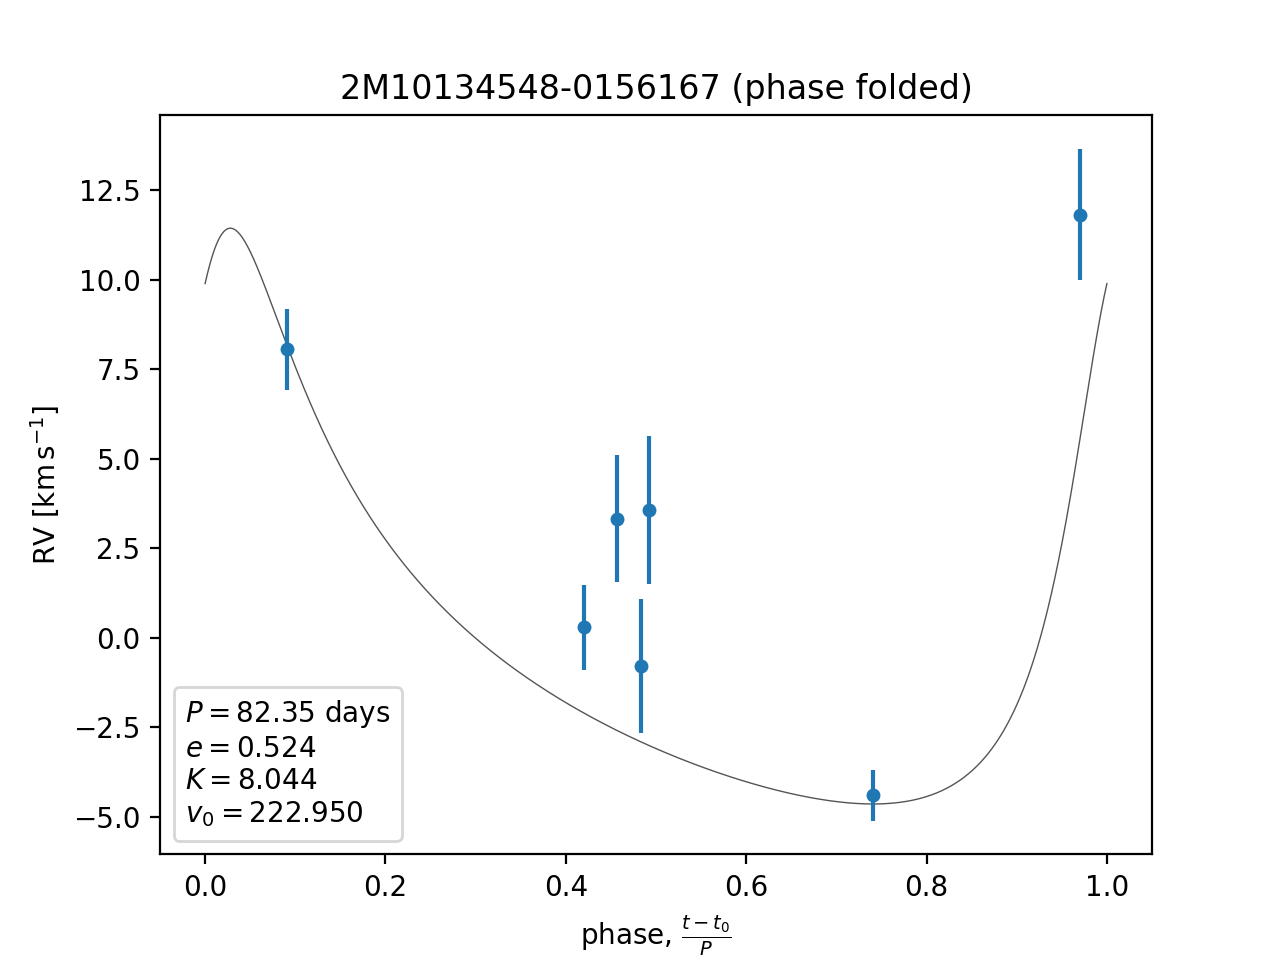 2M10134548-0156167 (phase folded)
RV [km s⁻¹]
12.5
10.0
7.5
5.0
2.5
0.0
−2.5
−5.0
P = 82.35 days
e = 0.524
K = 8.044
v₀ = 222.950
0.0 0.2 0.4 0.6 0.8 1.0
phase, (t − t₀)/P